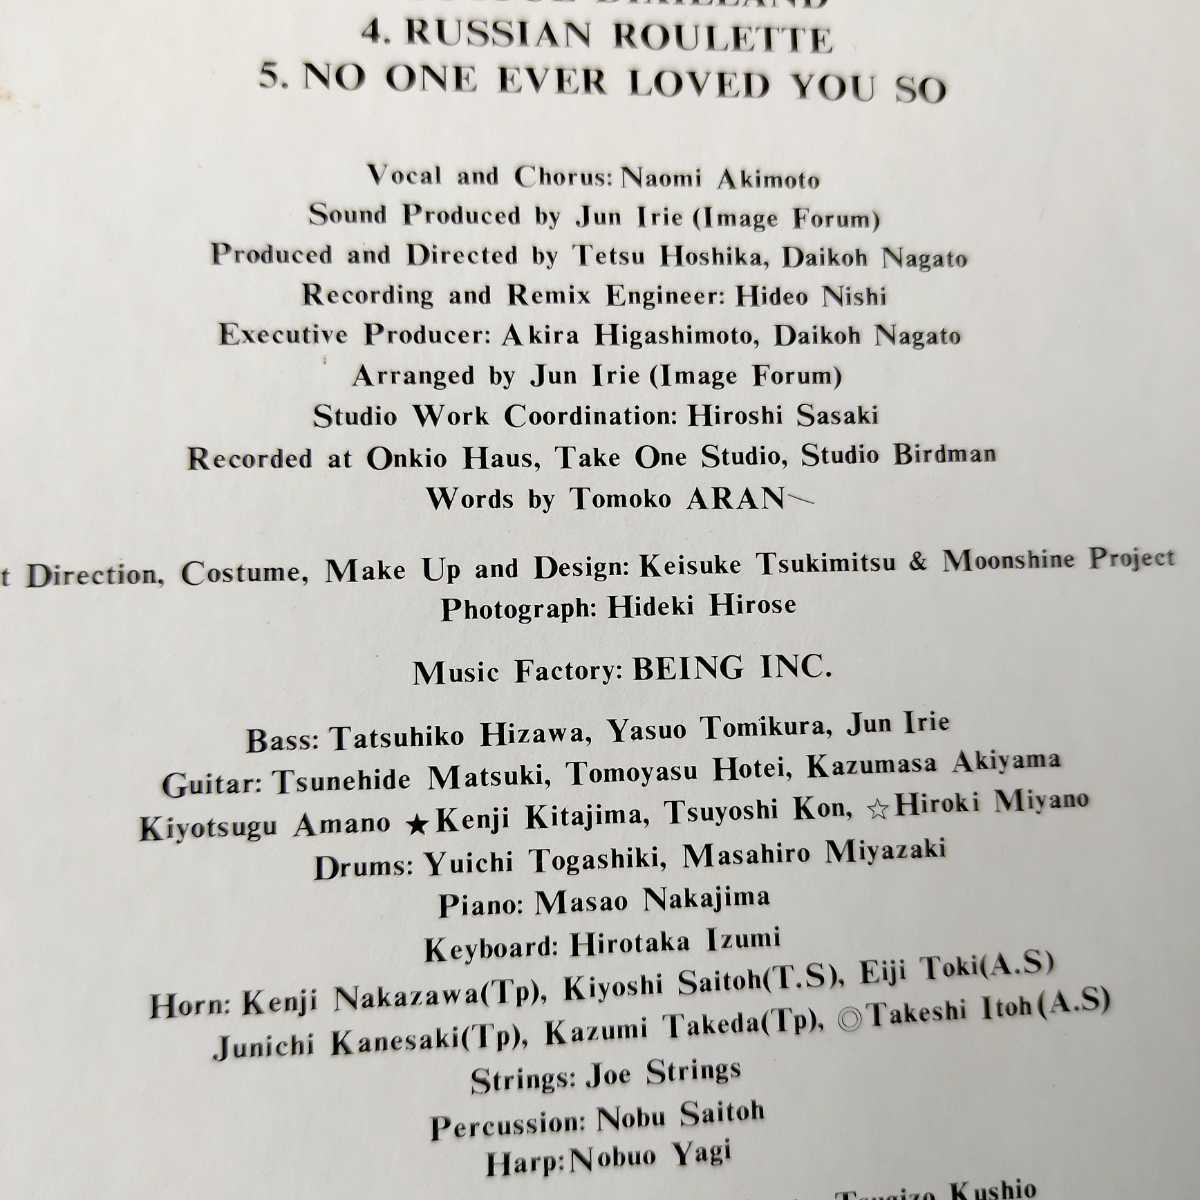 DIXIELAND
4. RUSSIAN ROULETTE
5. NO ONE EVER LOVED YOU SO
Vocal and Chorus: Naomi Akimoto
Sound Produced by Jun Irie (Image Forum)
Produced and Directed by Tetsu Hoshika, Daikoh Nagato
Recording and Remix Engineer: Hideo Nishi
Executive Producer: Akira Higashimoto, Daikoh Nagato
Arranged by Jun Irie (Image Forum)
Studio Work Coordination: Hiroshi Sasaki
Recorded at Onkio Haus, Take One Studio, Studio Birdman
Words by Tomoko ARAN
t Direction, Costume, Make Up and Design: Keisuke Tsukimitsu & Moonshine Project
Photograph: Hideki Hirose
Music Factory: BEING INC.
Bass: Tatsuhiko Hizawa, Yasuo Tomikura, Jun Irie
Guitar: Tsunehide Matsuki, Tomoyasu Hotei, Kazumasa Akiyama
Kiyotsugu Amano ★Kenji Kitajima, Tsuyoshi Kon, ☆Hiroki Miyano
Drums: Yuichi Togashiki, Masahiro Miyazaki
Piano: Masao Nakajima
Keyboard: Hirotaka Izumi
Horn: Kenji Nakazawa(Tp), Kiyoshi Saitoh(T.S), Eiji Toki(A.S)
Junichi Kanesaki(Tp), Kazumi Takeda(Tp), ◎Takeshi Itoh(A.S)
Strings: Joe Strings
Percussion: Nobu Saitoh
Harp: Nobuo Yagi
Kushio